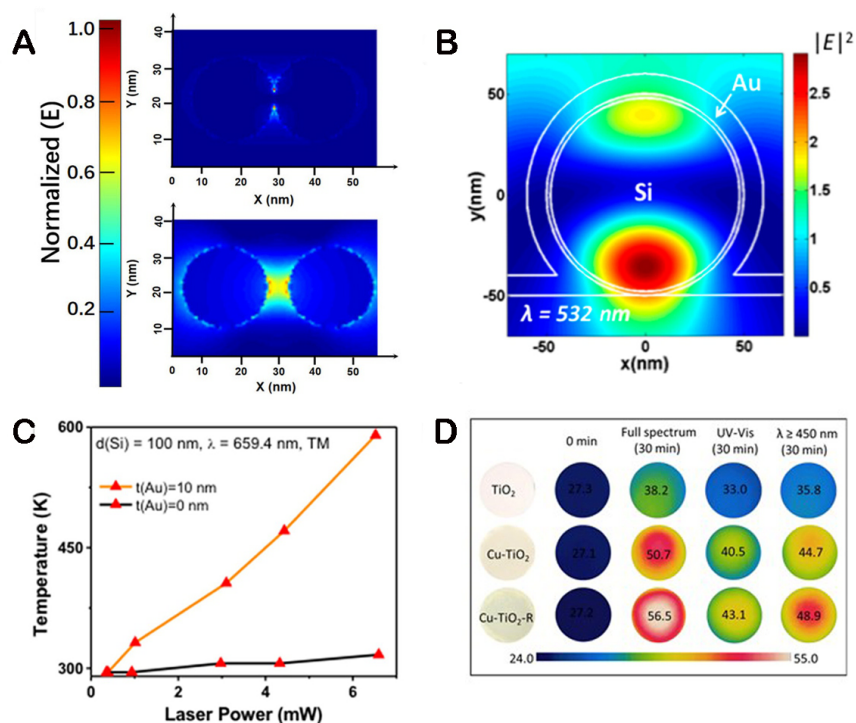 A
1.0
0.8
0.6
0.4
0.2
Normalized (E)
40
30
20
10
Y (nm)
0 10 20 30 40 50
X (nm)
40
30
20
10
Y (nm)
0 10 20 30 40 50
X (nm)
B
|E|²
Au
Si
λ = 532 nm
50
0
-50
y(nm)
-50 0 50
x(nm)
2.5
2
1.5
1
0.5
C
d(Si) = 100 nm, λ = 659.4 nm, TM
t(Au)=10 nm
t(Au)=0 nm
600
450
300
Temperature (K)
0 2 4 6
Laser Power (mW)
D
0 min Full spectrum (30 min) UV-Vis (30 min) λ ≥ 450 nm (30 min)
TiO₂ 27.3 38.2 33.0 35.8
Cu-TiO₂ 27.1 50.7 40.5 44.7
Cu-TiO₂-R 27.2 56.5 43.1 48.9
24.0 55.0